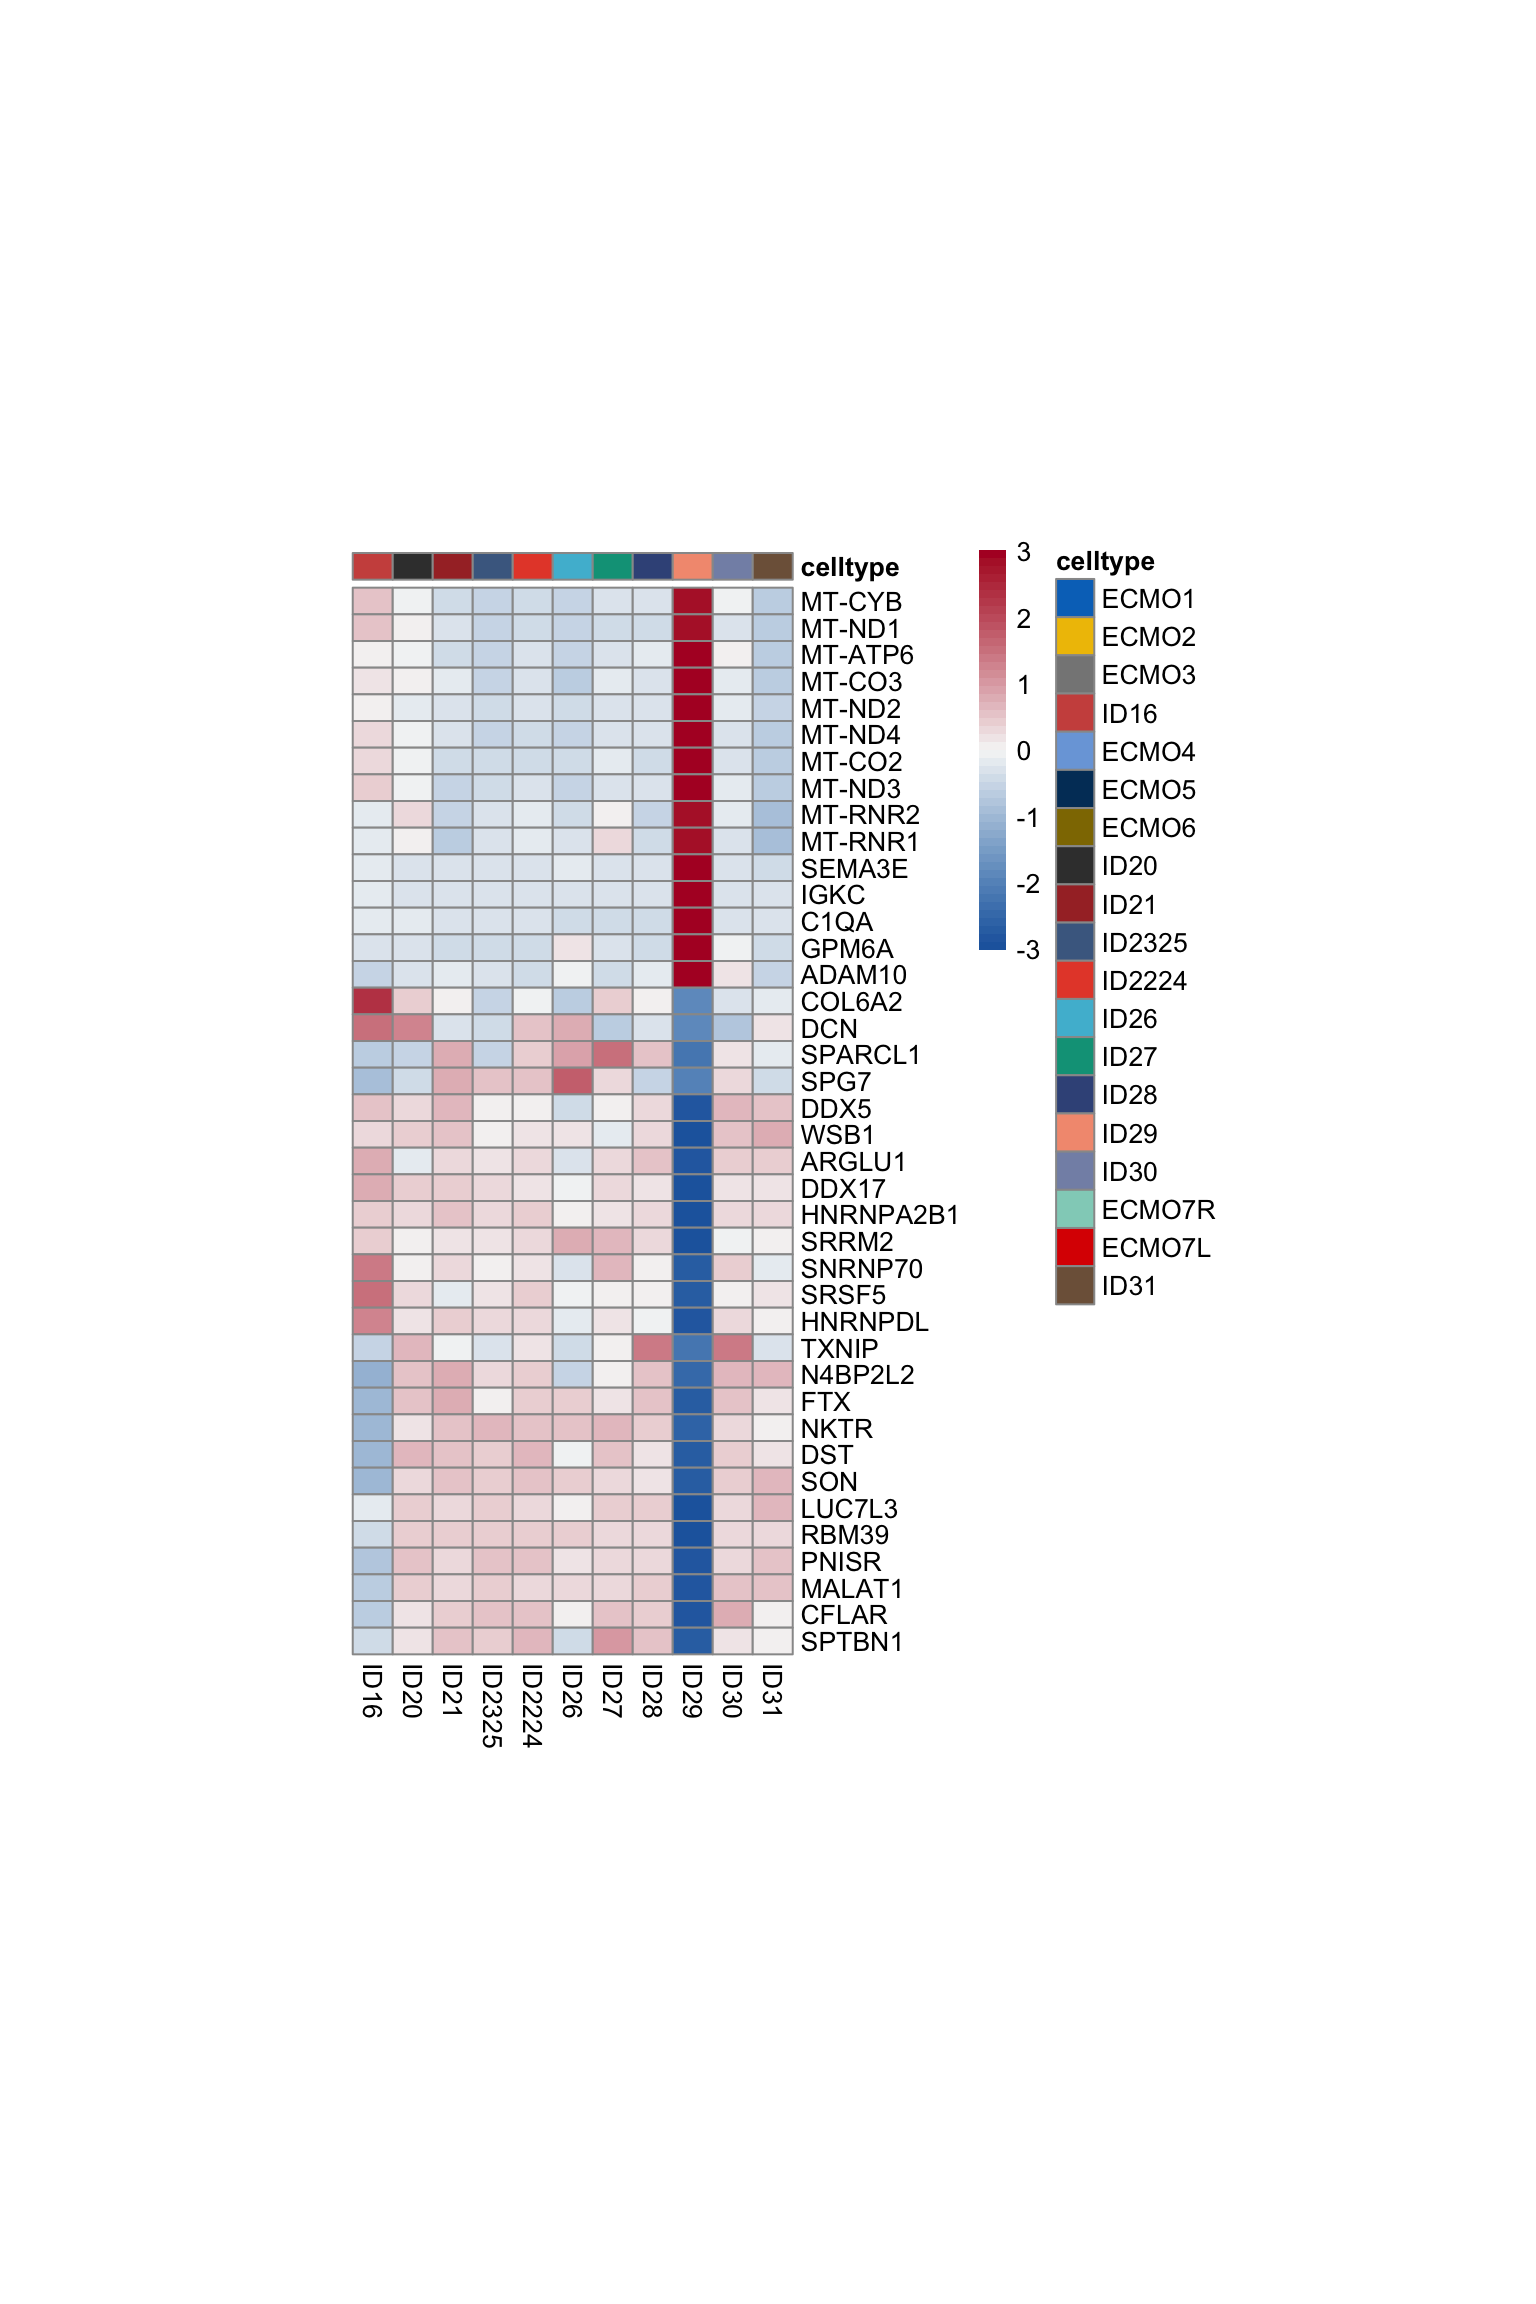 celltype
MT-CYB
MT-ND1
MT-ATP6
MT-CO3
MT-ND2
MT-ND4
MT-CO2
MT-ND3
MT-RNR2
MT-RNR1
SEMA3E
IGKC
C1QA
GPM6A
ADAM10
COL6A2
DCN
SPARCL1
SPG7
DDX5
WSB1
ARGLU1
DDX17
HNRNPA2B1
SRRM2
SNRNP70
SRSF5
HNRNPDL
TXNIP
N4BP2L2
FTX
NKTR
DST
SON
LUC7L3
RBM39
PNISR
MALAT1
CFLAR
SPTBN1
ID16
ID20
ID21
ID2325
ID2224
ID26
ID27
ID28
ID29
ID30
ID31
3
2
1
0
-1
-2
-3
celltype
ECMO1
ECMO2
ECMO3
ID16
ECMO4
ECMO5
ECMO6
ID20
ID21
ID2325
ID2224
ID26
ID27
ID28
ID29
ID30
ECMO7R
ECMO7L
ID31